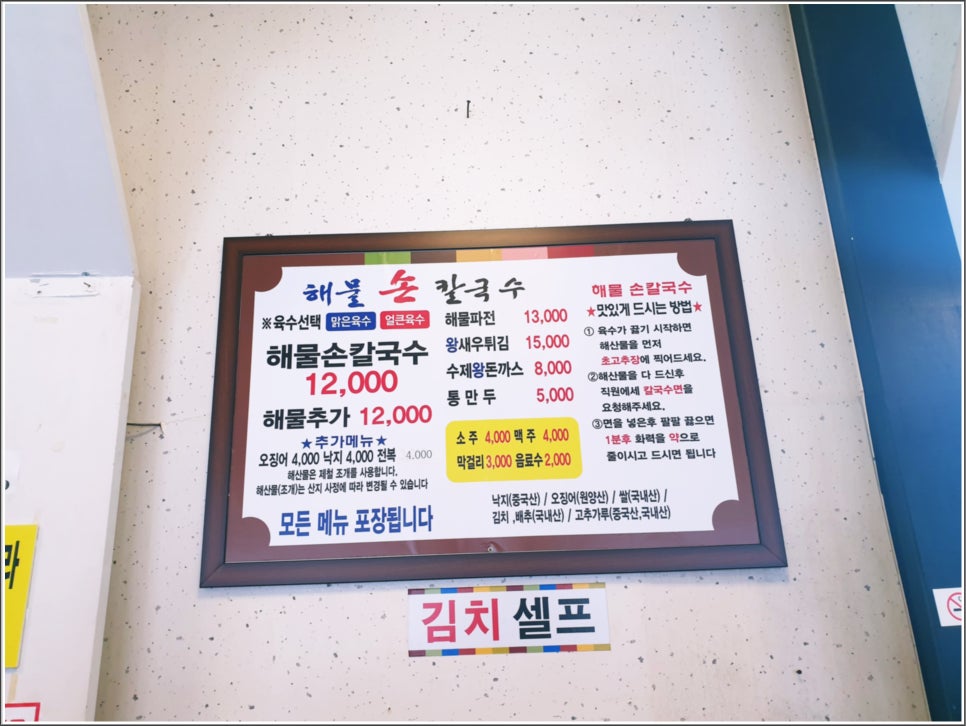 해물 손 칼국수
※육수선택 맑은육수 얼큰육수
해물손칼국수
12,000
해물추가 12,000
★추가메뉴★
오징어 4,000 낙지 4,000 전복 4.000
해산물은 제철 조개를 사용합니다.
해산물(조개)는 산지 사정에 따라 변경될 수 있습니다
모든 메뉴 포장됩니다
해물파전 13,000
왕새우튀김 15,000
수제왕돈까스 8,000
통만두 5,000
소주 4,000 맥주 4,000
막걸리 3,000 음료수 2,000
해물 손칼국수
★맛있게 드시는 방법★
① 육수가 끓기 시작하면
해산물을 먼저
초고추장에 찍어드세요.
②해산물을 다 드신후
직원에세 칼국수면을
요청해주세요.
③면을 넣은후 팔팔 끓으면
1분후 화력을 약으로
줄이시고 드시면 됩니다
낙지(중국산) / 오징어(원양산) / 쌀(국내산) /
김치 ,배추(국내산) / 고추가루(중국산,국내산)
김치 셀프
라